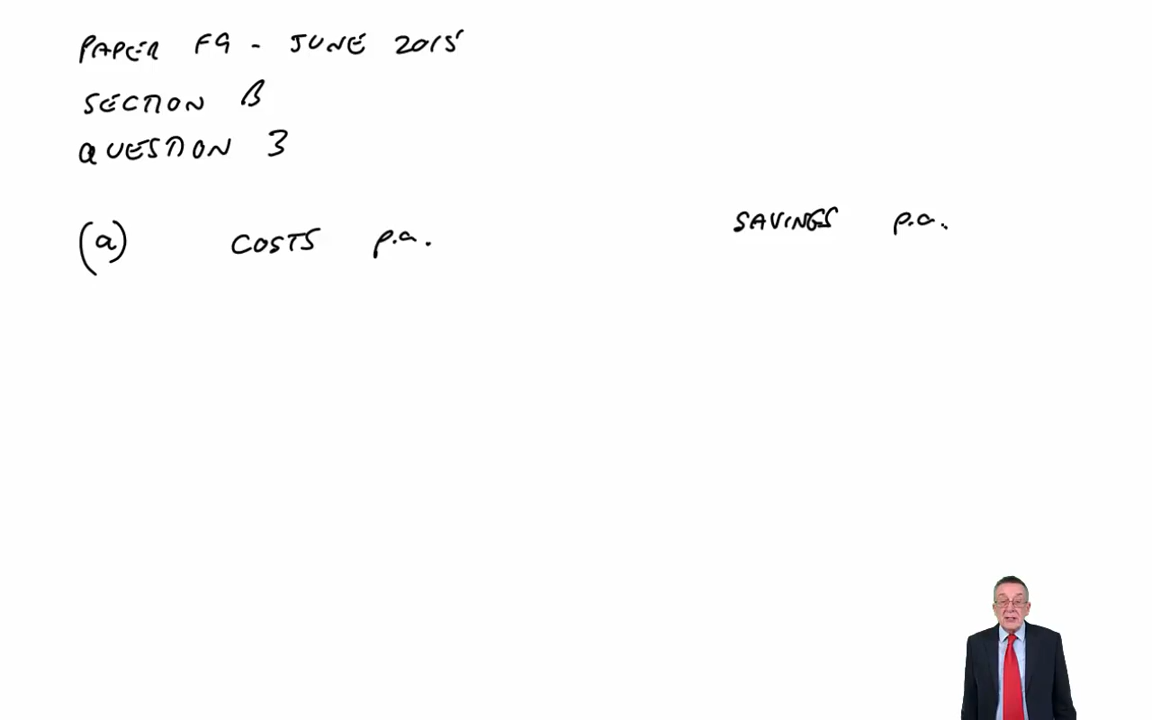 PAPER F9 - JUNE 2015
SECTION B
QUESTION 3
(a) COSTS p.a. SAVINGS p.a.